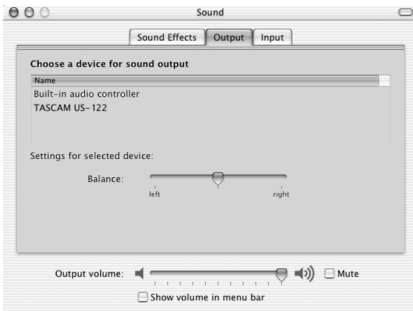 Sound
Sound Effects Output Input
Choose a device for sound output
Name
Built-in audio controller
TASCAM US-122
Settings for selected device:
Balance:
left right
Output volume: Mute
Show volume in menu bar